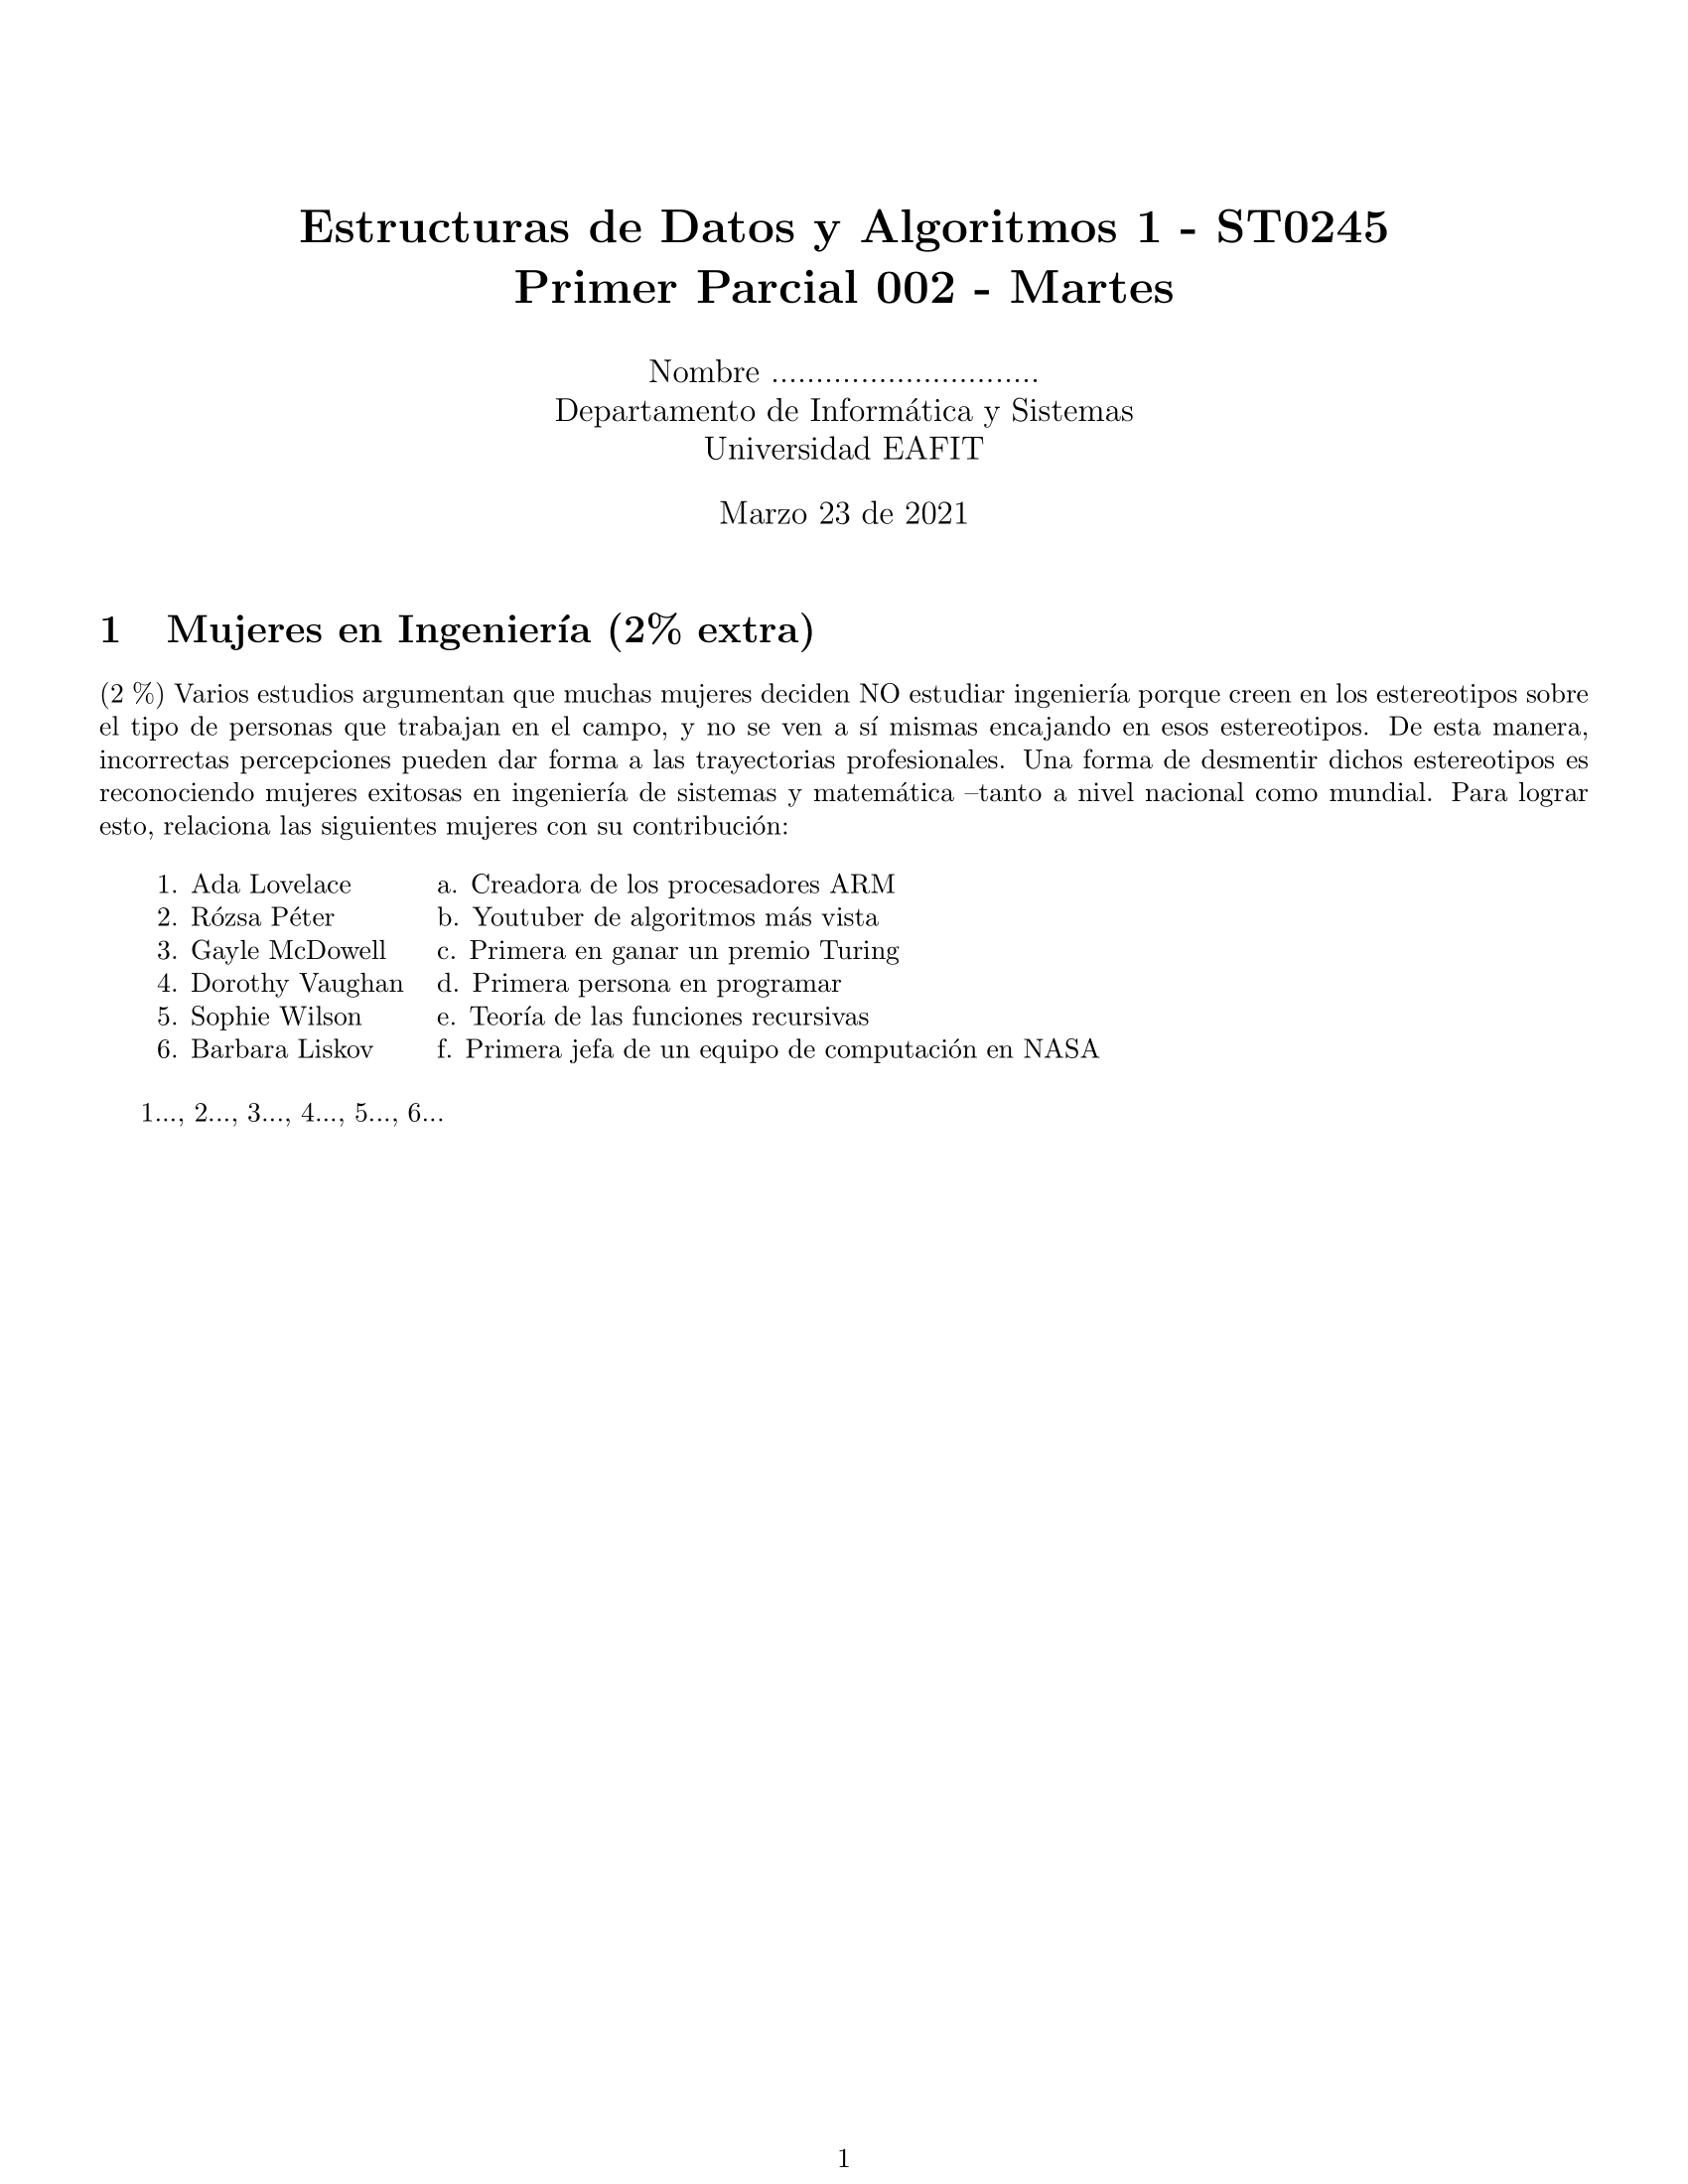 Estructuras de Datos y Algoritmos 1 - ST0245
Primer Parcial 002 - Martes
Nombre ..............................
Departamento de Informática y Sistemas
Universidad EAFIT
Marzo 23 de 2021
1 Mujeres en Ingeniería (2% extra)
(2 %) Varios estudios argumentan que muchas mujeres deciden NO estudiar ingeniería porque creen en los estereotipos sobre
el tipo de personas que trabajan en el campo, y no se ven a sí mismas encajando en esos estereotipos. De esta manera,
incorrectas percepciones pueden dar forma a las trayectorias profesionales. Una forma de desmentir dichos estereotipos es
reconociendo mujeres exitosas en ingeniería de sistemas y matemática –tanto a nivel nacional como mundial. Para lograr
esto, relaciona las siguientes mujeres con su contribución:
1. Ada Lovelace a. Creadora de los procesadores ARM
2. Rózsa Péter b. Youtuber de algoritmos más vista
3. Gayle McDowell c. Primera en ganar un premio Turing
4. Dorothy Vaughan d. Primera persona en programar
5. Sophie Wilson e. Teoría de las funciones recursivas
6. Barbara Liskov f. Primera jefa de un equipo de computación en NASA
1..., 2..., 3..., 4..., 5..., 6...
1